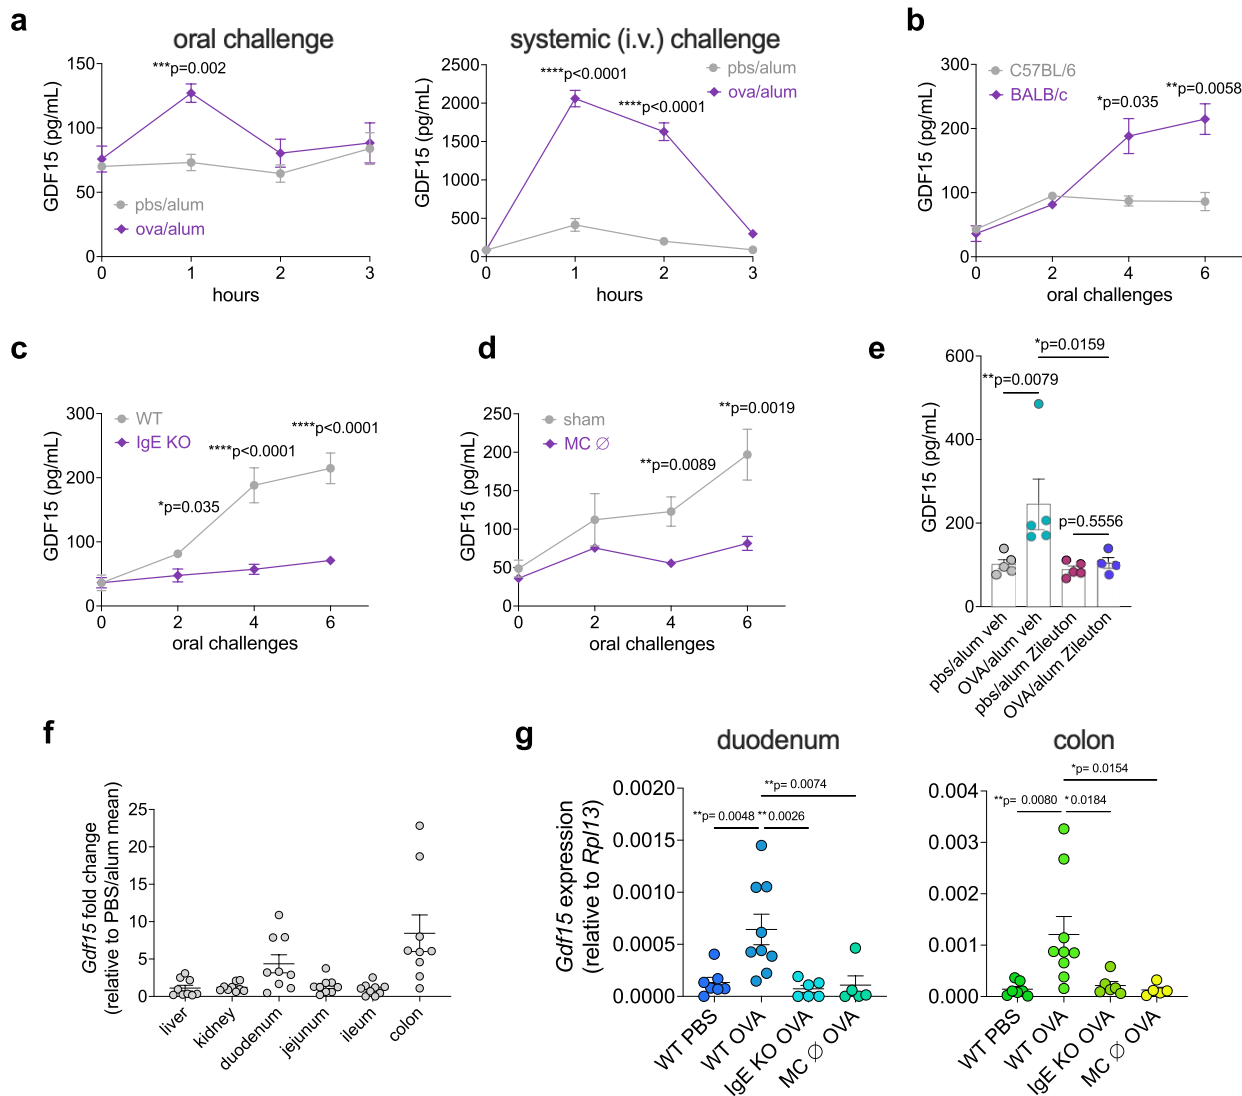 a
oral challenge
GDF15 (pg/mL)
150
100
50
0
***p=0.002
pbs/alum
ova/alum
0 1 2 3
hours
systemic (i.v.) challenge
GDF15 (pg/mL)
2500
2000
1500
1000
500
0
****p<0.0001
****p<0.0001
pbs/alum
ova/alum
0 1 2 3
hours
b
GDF15 (pg/mL)
300
200
100
0
C57BL/6
BALB/c
*p=0.035
**p=0.0058
0 2 4 6
oral challenges
c
GDF15 (pg/mL)
300
200
100
0
WT
IgE KO
*p=0.035
****p<0.0001
****p<0.0001
0 2 4 6
oral challenges
d
GDF15 (pg/mL)
250
200
150
100
50
0
sham
MC ∅
**p=0.0089
**p=0.0019
0 2 4 6
oral challenges
e
GDF15 (pg/mL)
600
400
200
0
*p=0.0159
**p=0.0079
p=0.5556
pbs/alum veh
OVA/alum veh
pbs/alum Zileuton
OVA/alum Zileuton
f
Gdf15 fold change
(relative to PBS/alum mean)
25
20
15
10
5
0
liver
kidney
duodenum
jejunum
ileum
colon
g
duodenum
Gdf15 expression
(relative to Rpl13)
0.0020
0.0015
0.0010
0.0005
0.0000
**p= 0.0074
**p= 0.0048
**0.0026
WT PBS
WT OVA
IgE KO OVA
MC ∅ OVA
colon
0.004
0.003
0.002
0.001
0.000
*p= 0.0154
**p= 0.0080
*0.0184
WT PBS
WT OVA
IgE KO OVA
MC ∅ OVA